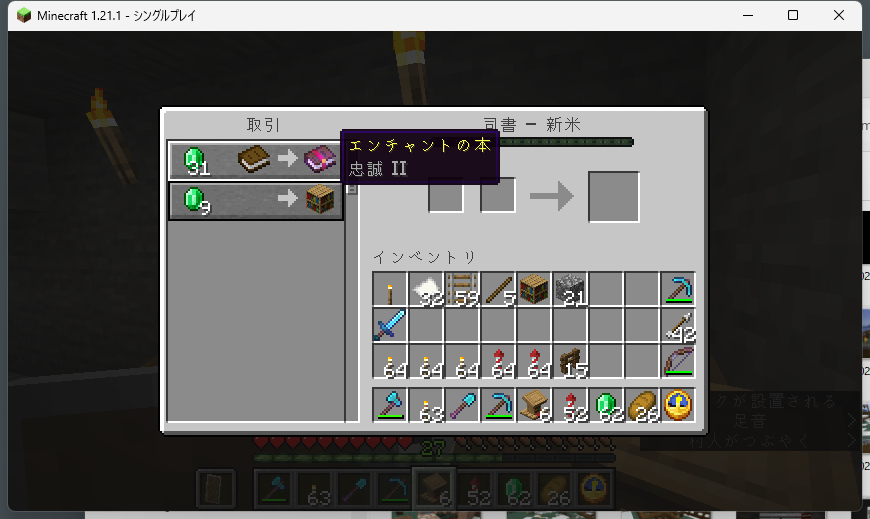 Minecraft 1.21.1 - シングルプレイ
取引
司書 - 新米
エンチャントの本
忠誠 II
31
9
インベントリ
32 59 5 21
42
64 64 64 64 64 15
63 6 52 62 26
クが設置される
足音
村人がつぶやく
27
63 6 52 62 26